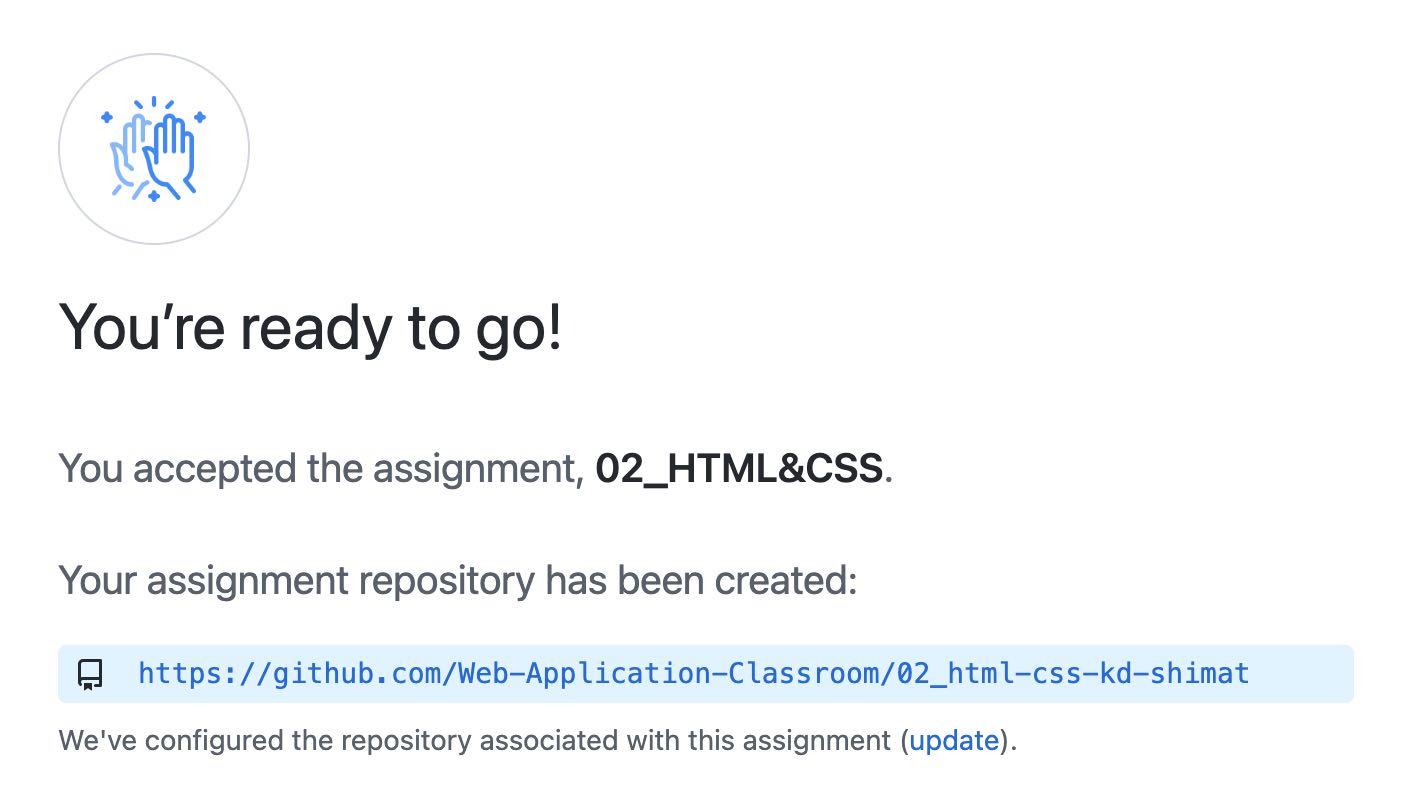 You’re ready to go!
You accepted the assignment, 02_HTML&CSS.
Your assignment repository has been created:
https://github.com/Web-Application-Classroom/02_html-css-kd-shimat
We've configured the repository associated with this assignment (update).